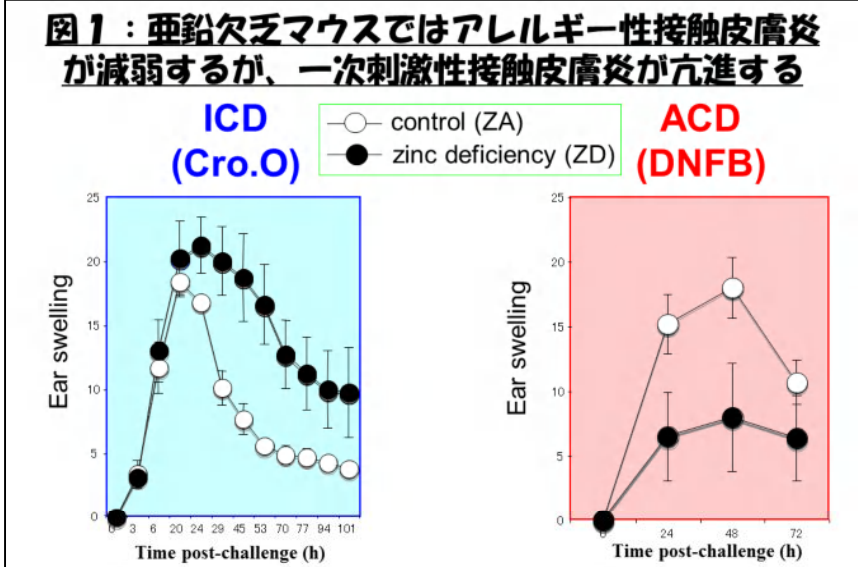 図1：亜鉛欠乏マウスではアレルギー性接触皮膚炎
が減弱するが、一次刺激性接触皮膚炎が亢進する
ICD
(Cro.O)
control (ZA)
zinc deficiency (ZD)
ACD
(DNFB)
Ear swelling
25
20
15
10
5
0
0 3 6 20 24 29 45 53 70 77 94 101
Time post-challenge (h)
Ear swelling
25
20
15
10
5
0
0 24 48 72
Time post-challenge (h)